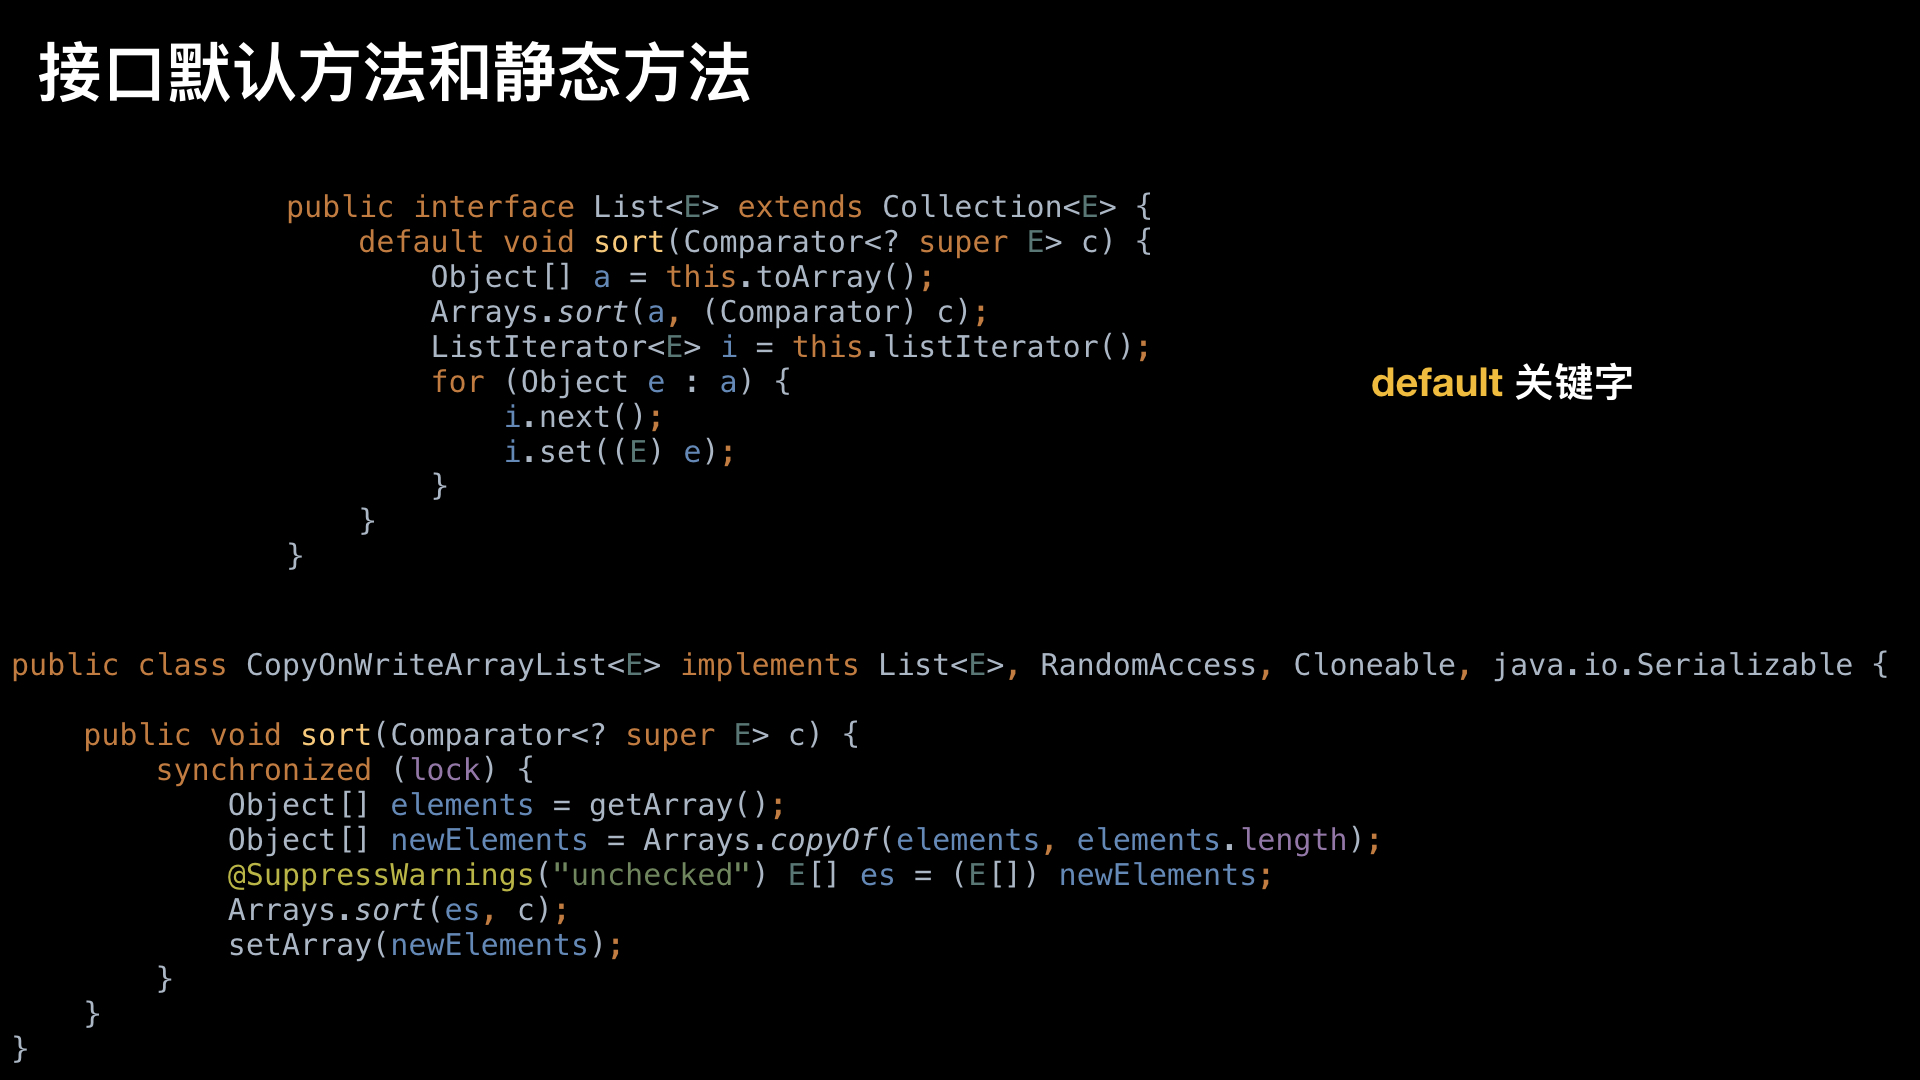 接口默认方法和静态方法
public interface List<E> extends Collection<E> {
    default void sort(Comparator<? super E> c) {
        Object[] a = this.toArray();
        Arrays.sort(a, (Comparator) c);
        ListIterator<E> i = this.listIterator();
        for (Object e : a) {
            i.next();
            i.set((E) e);
        }
    }
}
default 关键字
public class CopyOnWriteArrayList<E> implements List<E>, RandomAccess, Cloneable, java.io.Serializable {
    public void sort(Comparator<? super E> c) {
        synchronized (lock) {
            Object[] elements = getArray();
            Object[] newElements = Arrays.copyOf(elements, elements.length);
            @SuppressWarnings("unchecked") E[] es = (E[]) newElements;
            Arrays.sort(es, c);
            setArray(newElements);
        }
    }
}